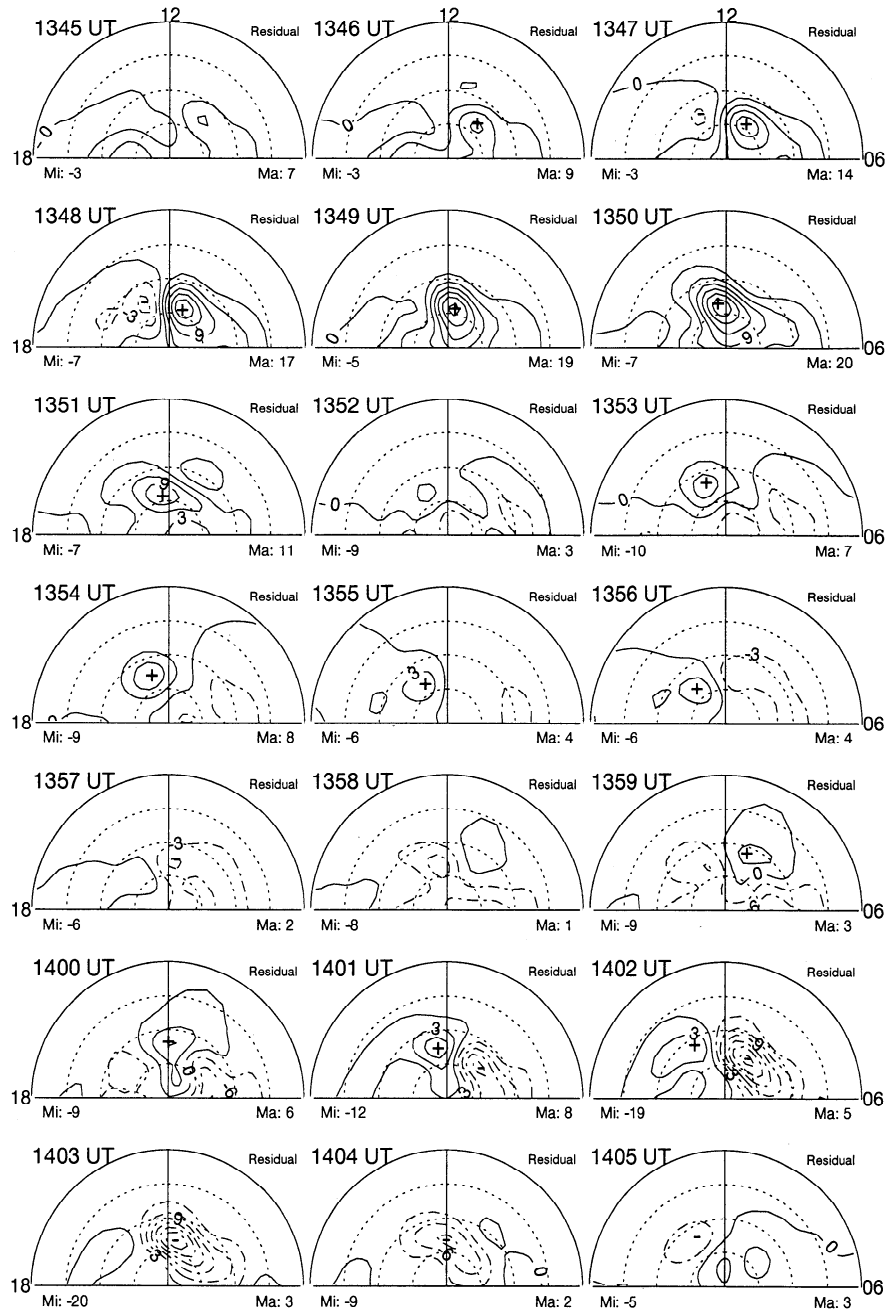 12 12 12
1345 UT Residual 1346 UT Residual 1347 UT Residual
0 0 0
18 06
Mi: -3 Ma: 7 Mi: -3 Ma: 9 Mi: -3 Ma: 14
1348 UT Residual 1349 UT Residual 1350 UT Residual
-3 9 0 9
18 06
Mi: -7 Ma: 17 Mi: -5 Ma: 19 Mi: -7 Ma: 20
1351 UT Residual 1352 UT Residual 1353 UT Residual
9 3 0 0
18 06
Mi: -7 Ma: 11 Mi: -9 Ma: 3 Mi: -10 Ma: 7
1354 UT Residual 1355 UT Residual 1356 UT Residual
3 -3
18 06
Mi: -9 Ma: 8 Mi: -6 Ma: 4 Mi: -6 Ma: 4
1357 UT Residual 1358 UT Residual 1359 UT Residual
-3 0
18 06
Mi: -6 Ma: 2 Mi: -8 Ma: 1 Mi: -9 Ma: 3
1400 UT Residual 1401 UT Residual 1402 UT Residual
3 3
18 06
Mi: -9 Ma: 6 Mi: -12 Ma: 8 Mi: -19 Ma: 5
1403 UT Residual 1404 UT Residual 1405 UT Residual
0 0
18 06
Mi: -20 Ma: 3 Mi: -9 Ma: 2 Mi: -5 Ma: 3